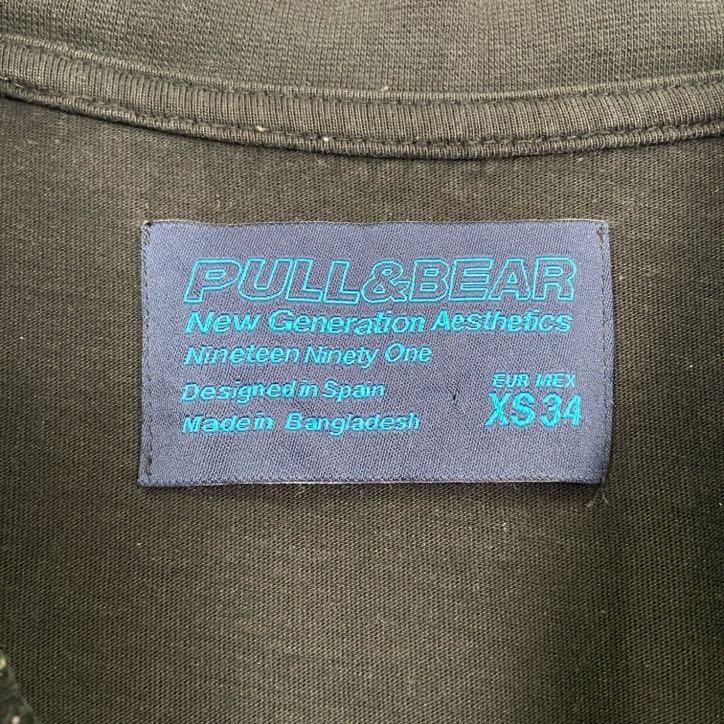 PULL&BEAR
New Generation Aesthetics
Nineteen Ninety One
Designed in Spain
Made in Bangladesh
EUR MEX
XS 34